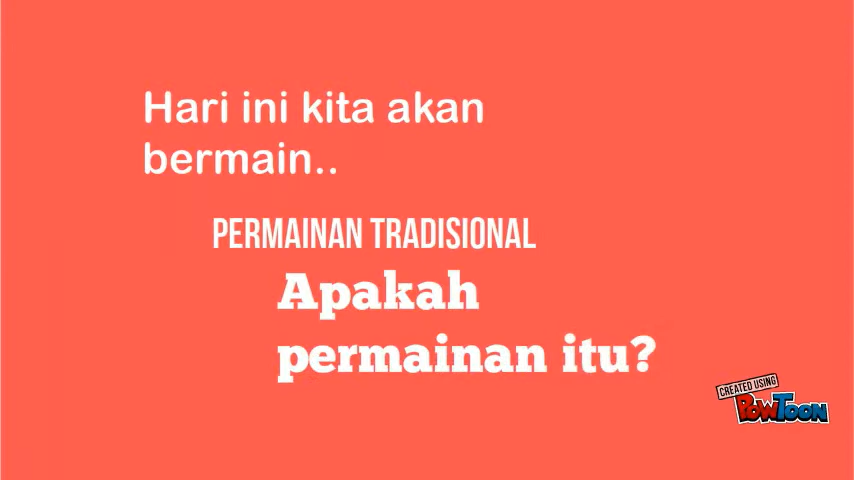 Hari ini kita akan
bermain..
PERMAINAN TRADISIONAL
Apakah
permainan itu?
CREATED USING
POWTOON